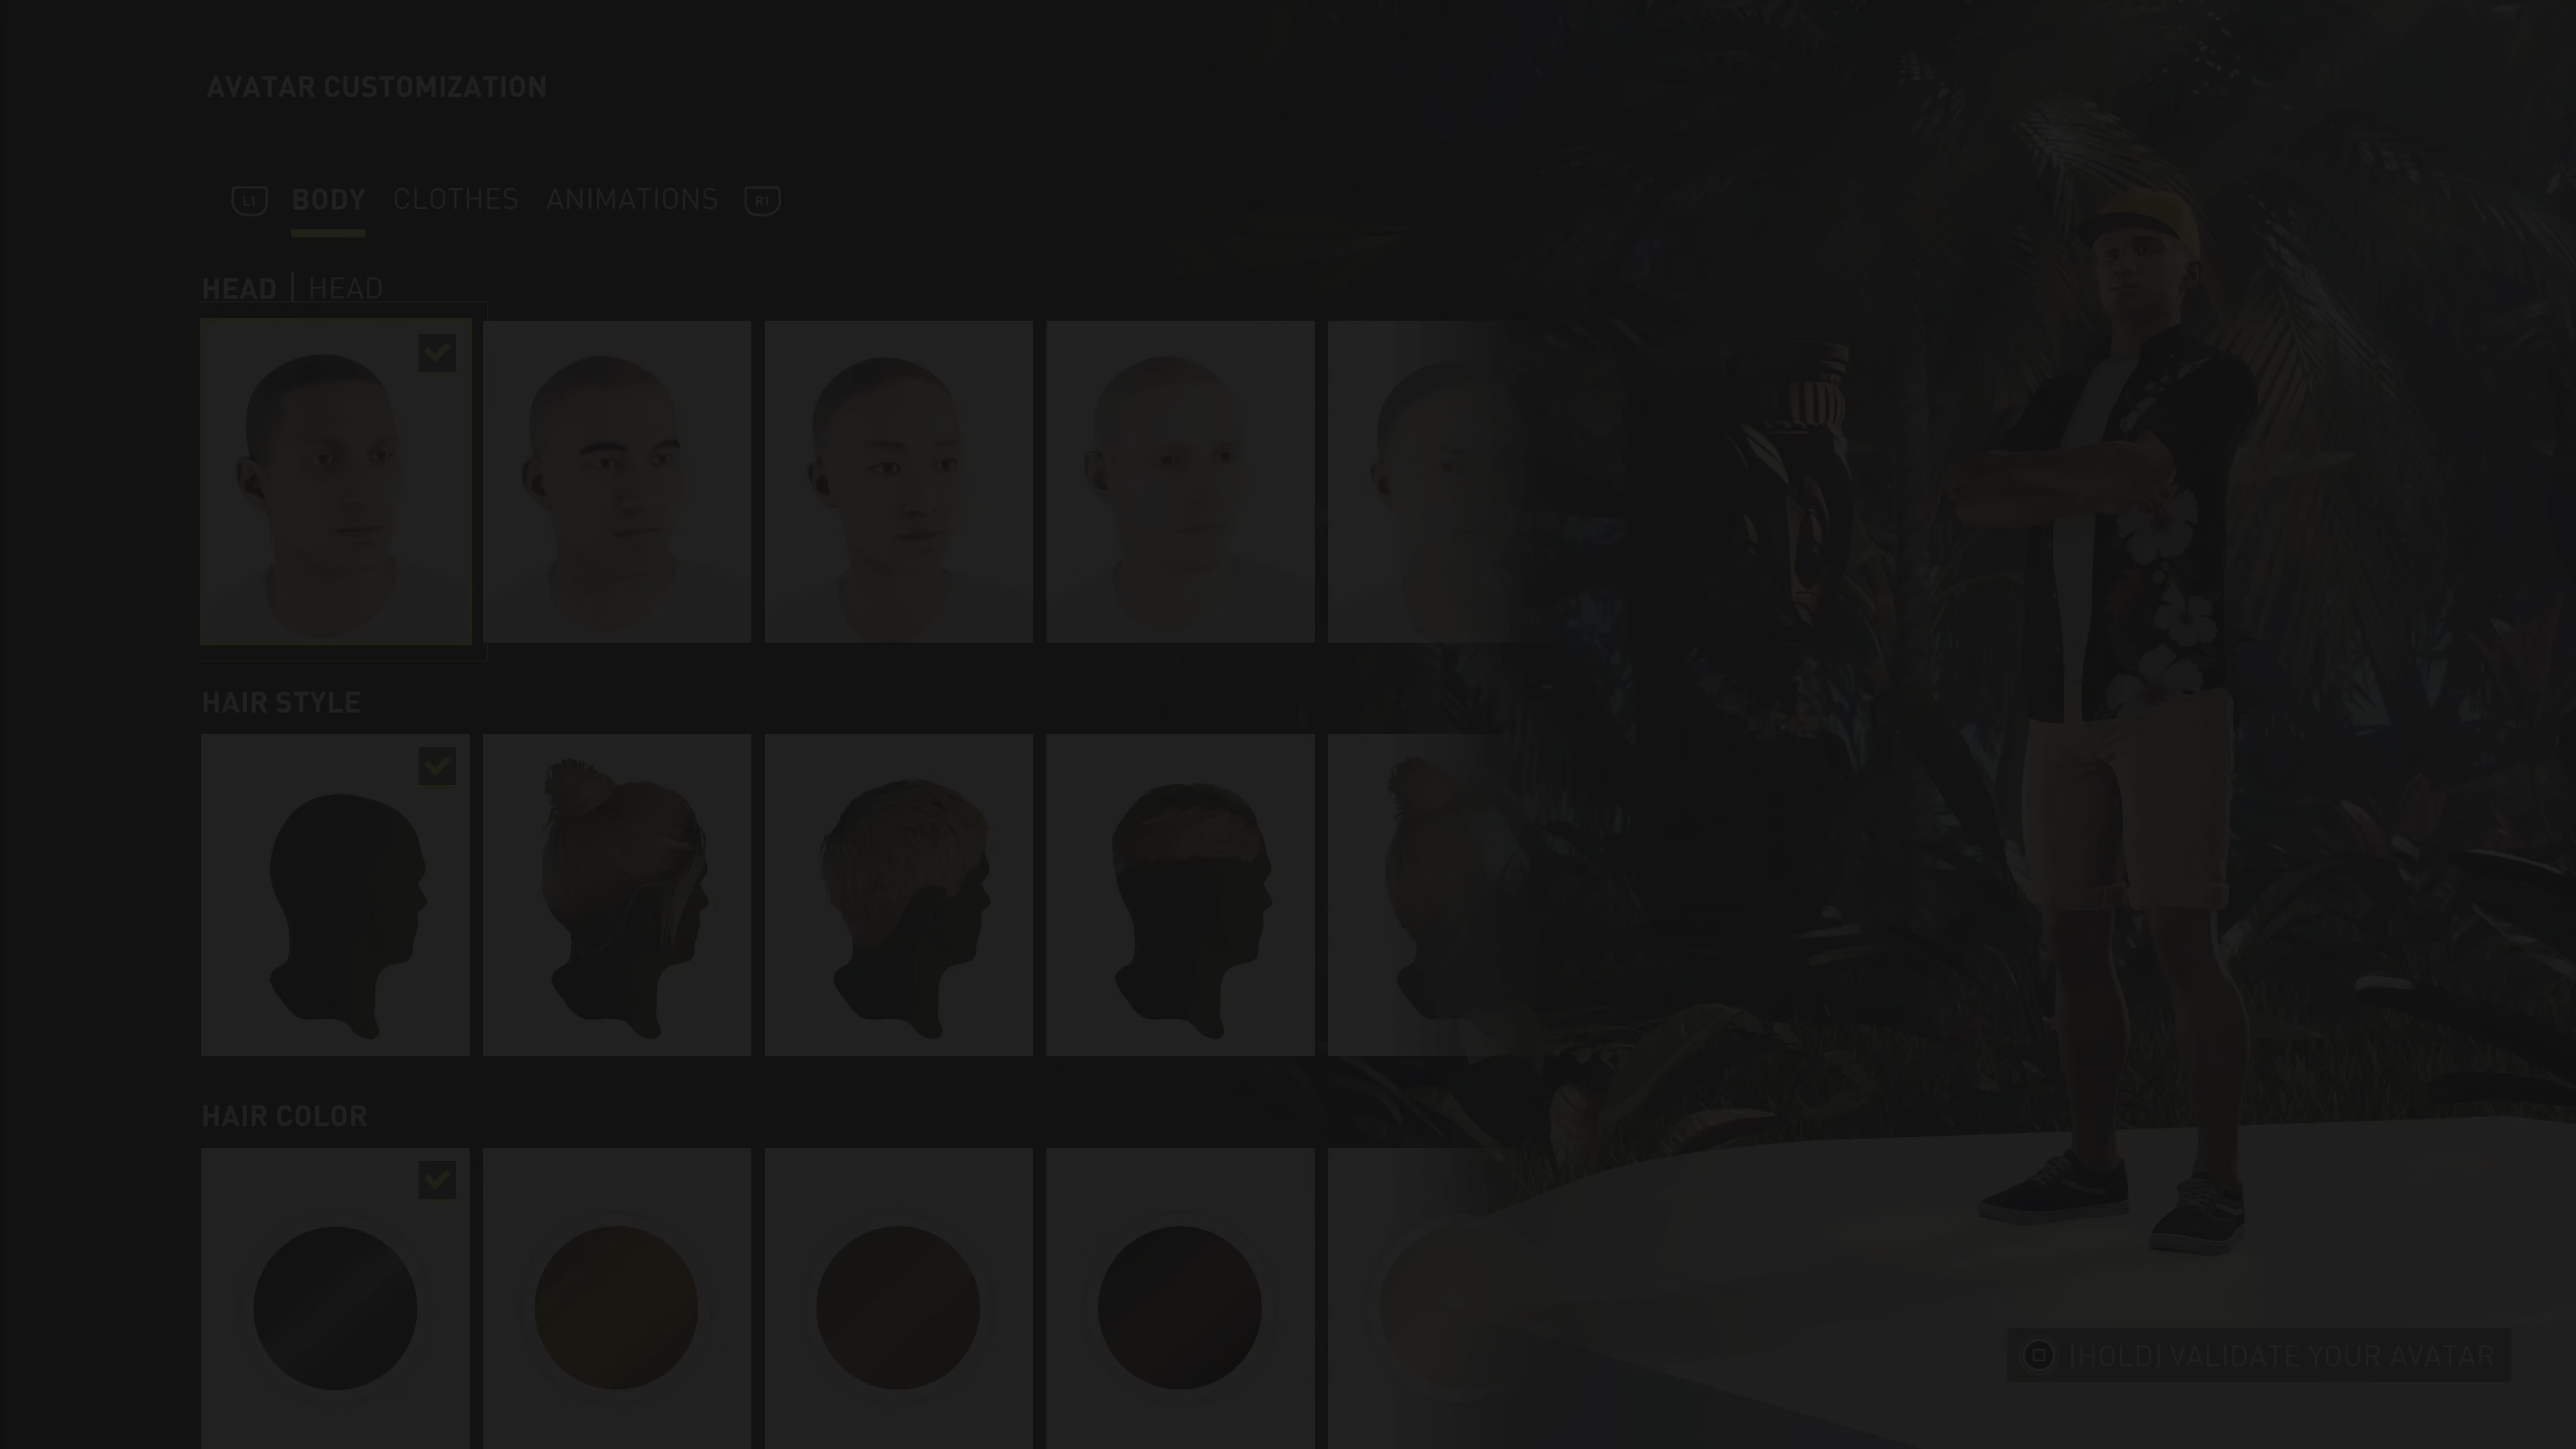 AVATAR CUSTOMIZATION
L1 BODY CLOTHES ANIMATIONS R1
HEAD | HEAD
HAIR STYLE
HAIR COLOR
(HOLD) VALIDATE YOUR AVATAR